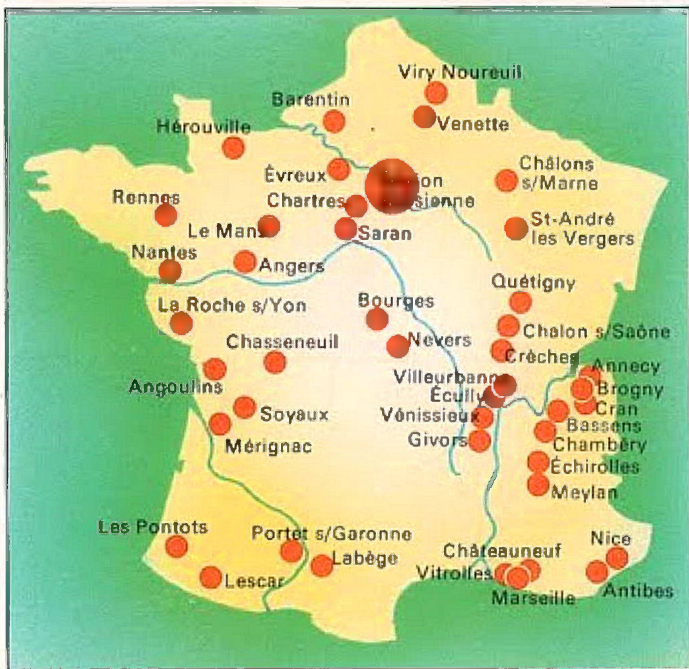 Viry Noureuil
Barentin
Venette
Hérouville
Évreux
Châlons
s/Marne
Rennes
Chartres
Le Mans
Saran
St-André
les Vergers
Nantes
Angers
Quétigny
La Roche s/Yon
Bourges
Chalon s/Saône
Chasseneuil
Nevers
Crêches
Annecy
Villeurbanne
Brogny
Angoulins
Écully
Cran
Soyaux
Vénissieux
Bassens
Mérignac
Givors
Chambéry
Échirolles
Meylan
Les Pontots
Portet s/Garonne
Nice
Châteauneuf
Labège
Vitrolles
Lescar
Marseille
Antibes